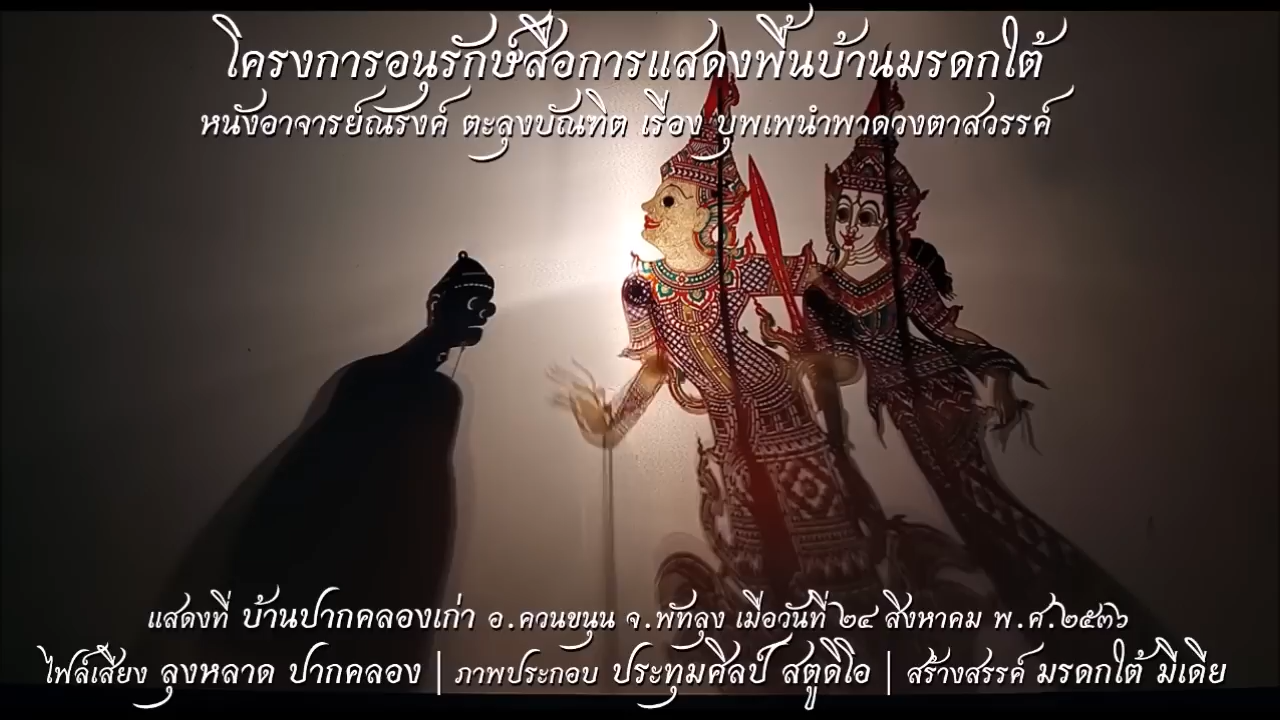 โครงการอนุรักษ์สื่อการแสดงพื้นบ้านมรดกใต้
หนังอาจารย์ณรงค์ ตะลุงบัณฑิต เรื่อง บุพเพนำพาดวงตาสวรรค์
แสดงที่ บ้านปากคลองเก่า อ.ควนขนุน จ.พัทลุง เมื่อวันที่ ๒๔ สิงหาคม พ.ศ.๒๕๓๖
ไฟล์เสียง ลุงหลาด ปากคลอง | ภาพประกอบ ประทุมศิลป์ สตูดิโอ | สร้างสรรค์ มรดกใต้ มีเดีย